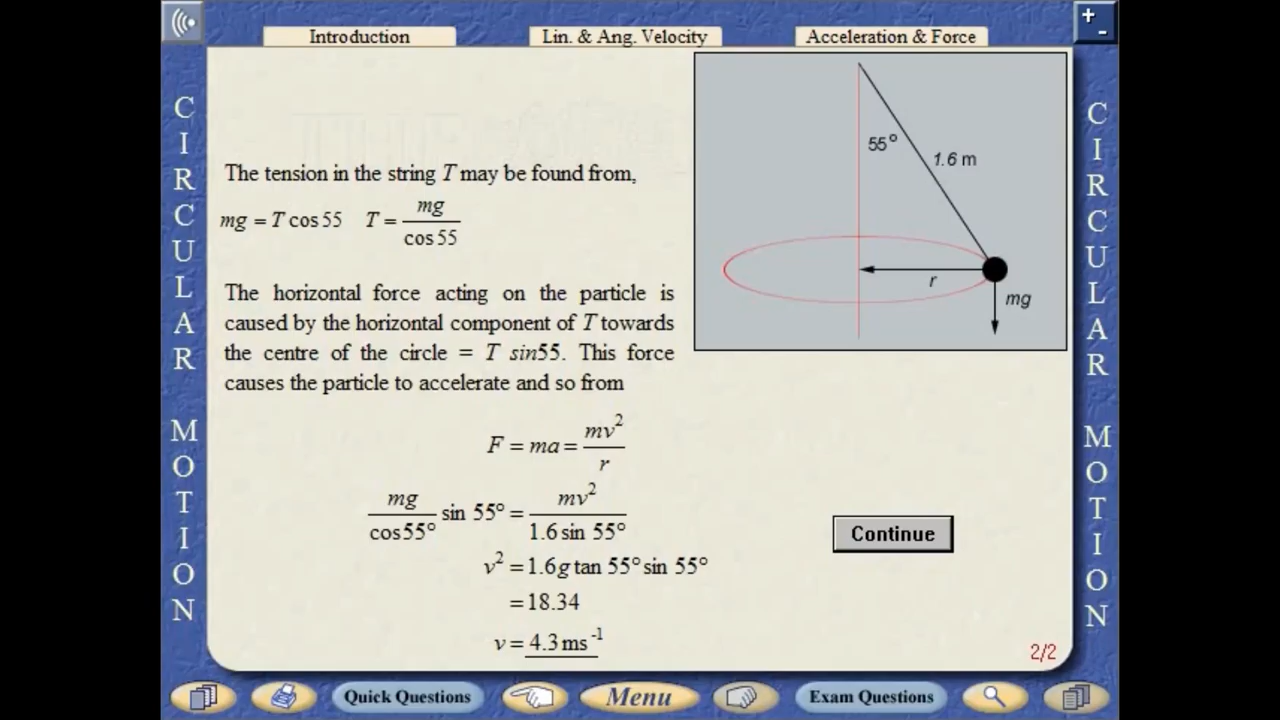 Introduction
Lin. & Ang. Velocity
Acceleration & Force
+
-
CIRCULAR MOTION
The tension in the string T may be found from,
mg = T cos 55   T = mg / cos 55
The horizontal force acting on the particle is
caused by the horizontal component of T towards
the centre of the circle = T sin55. This force
causes the particle to accelerate and so from
F = ma = mv² / r
mg / cos55° sin 55° = mv² / 1.6 sin 55°
v² = 1.6g tan 55° sin 55°
= 18.34
v = 4.3 ms⁻¹
55°
1.6 m
r
mg
Continue
2/2
CIRCULAR MOTION
Quick Questions
Menu
Exam Questions